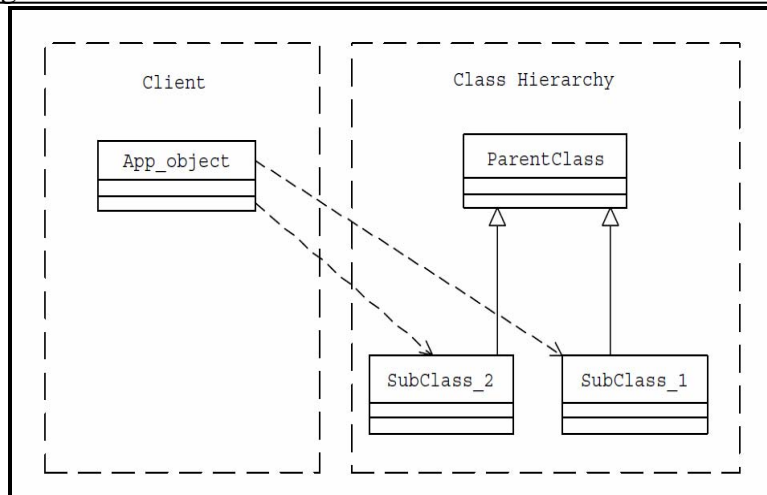 Client
App_object
Class Hierarchy
ParentClass
SubClass_2
SubClass_1